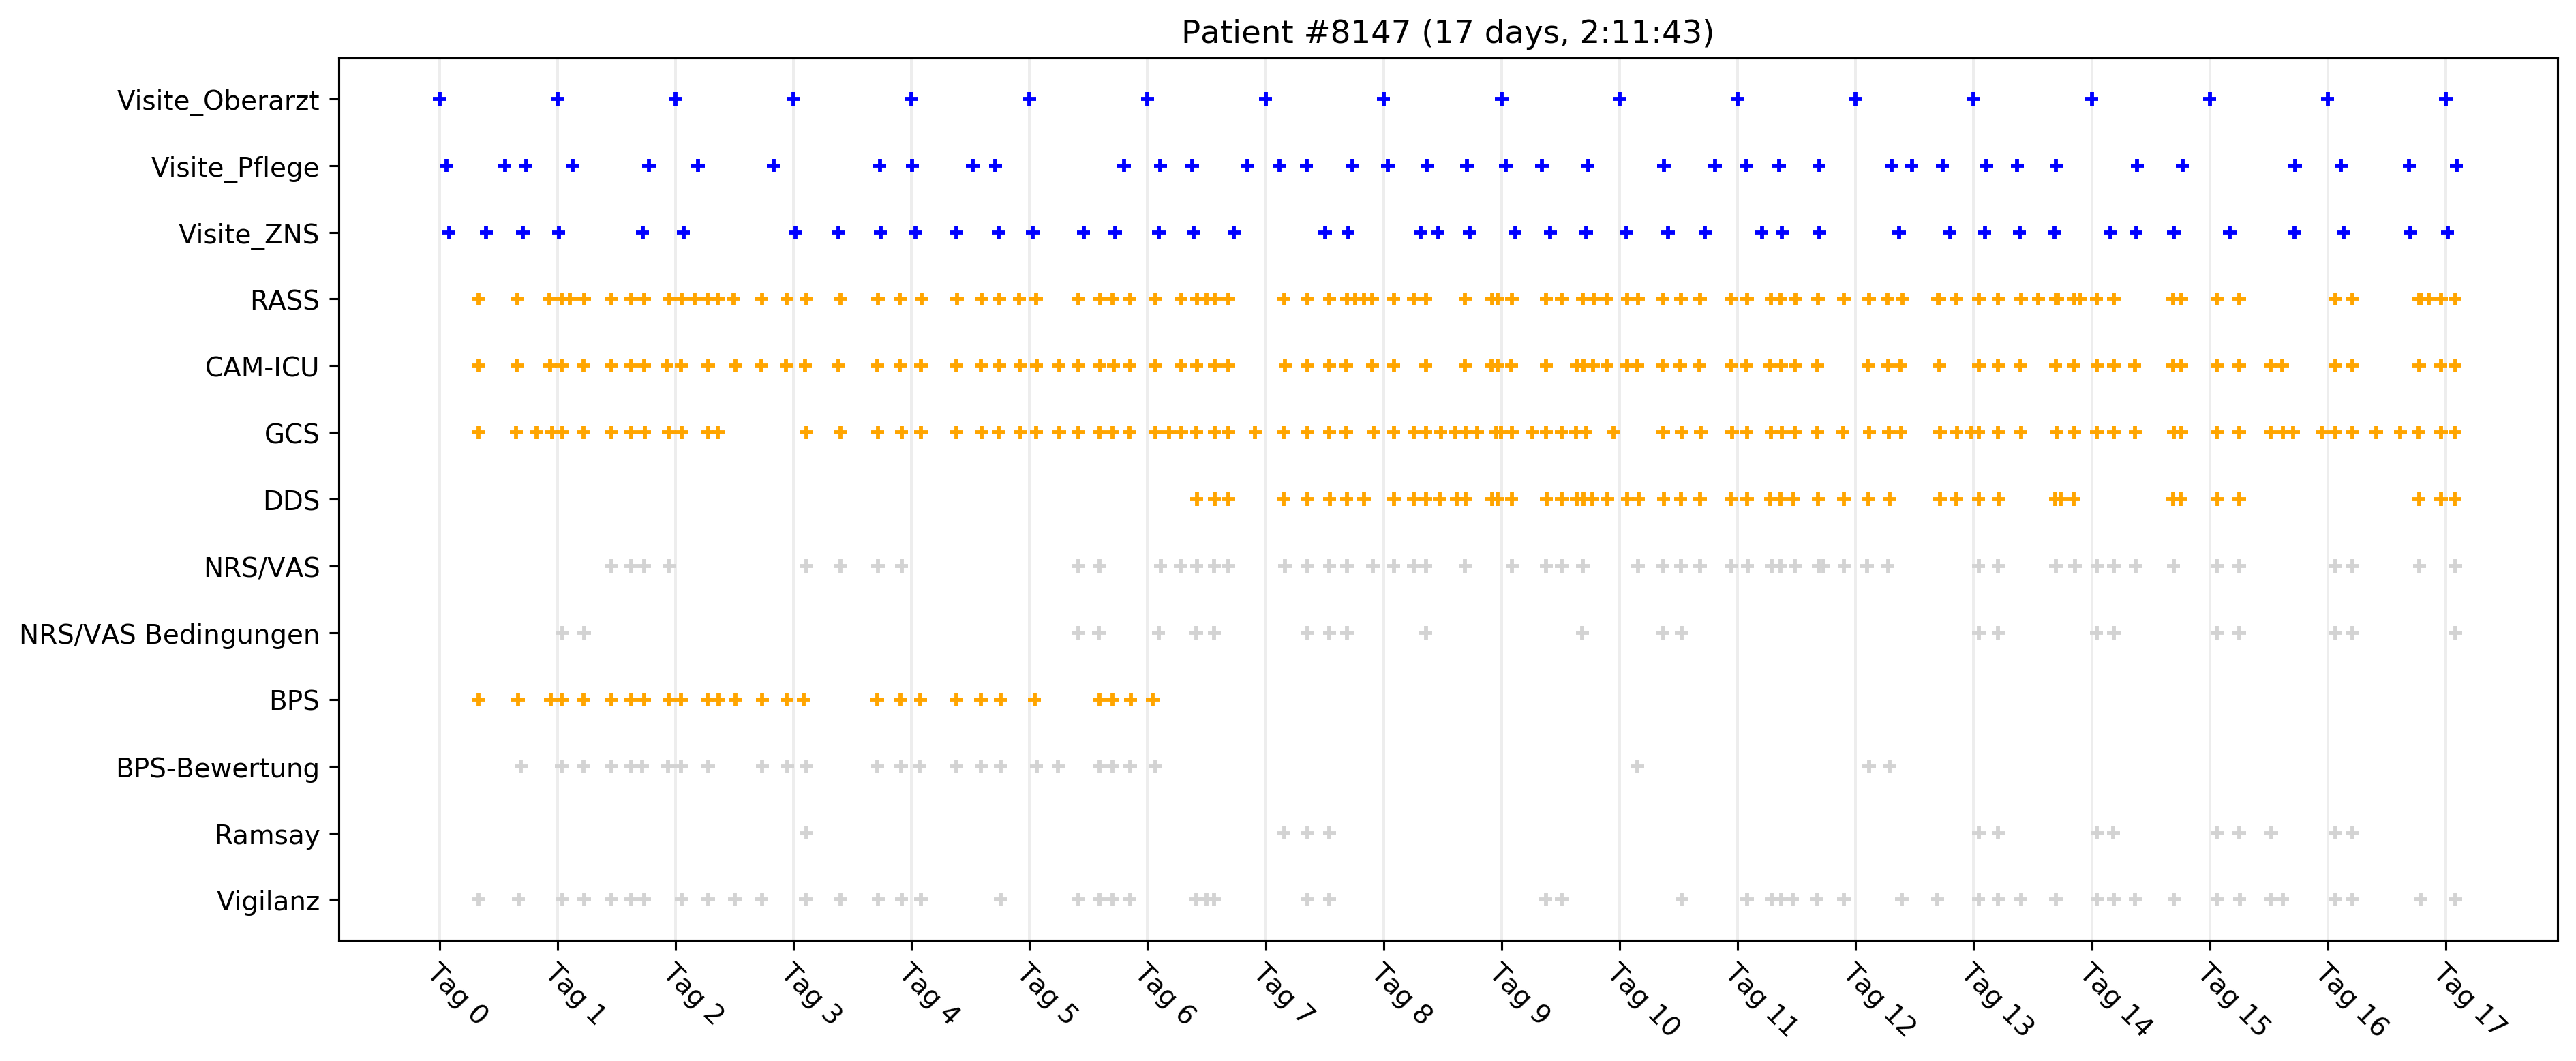 Patient #8147 (17 days, 2:11:43)
Visite_Oberarzt
Visite_Pflege
Visite_ZNS
RASS
CAM-ICU
GCS
DDS
NRS/VAS
NRS/VAS Bedingungen
BPS
BPS-Bewertung
Ramsay
Vigilanz
Tag 0
Tag 1
Tag 2
Tag 3
Tag 4
Tag 5
Tag 6
Tag 7
Tag 8
Tag 9
Tag 10
Tag 11
Tag 12
Tag 13
Tag 14
Tag 15
Tag 16
Tag 17